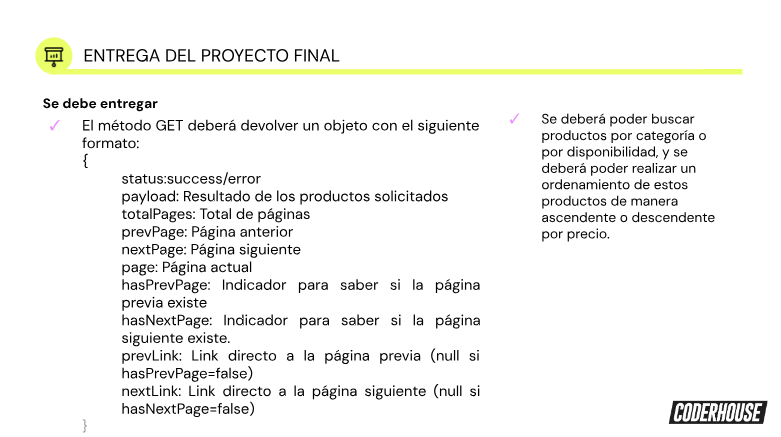 ENTREGA DEL PROYECTO FINAL
Se debe entregar
✓ El método GET deberá devolver un objeto con el siguiente
formato:
{
status:success/error
payload: Resultado de los productos solicitados
totalPages: Total de páginas
prevPage: Página anterior
nextPage: Página siguiente
page: Página actual
hasPrevPage: Indicador para saber si la página
previa existe
hasNextPage: Indicador para saber si la página
siguiente existe.
prevLink: Link directo a la página previa (null si
hasPrevPage=false)
nextLink: Link directo a la página siguiente (null si
hasNextPage=false)
}
✓ Se deberá poder buscar
productos por categoría o
por disponibilidad, y se
deberá poder realizar un
ordenamiento de estos
productos de manera
ascendente o descendente
por precio.
CODERHOUSE